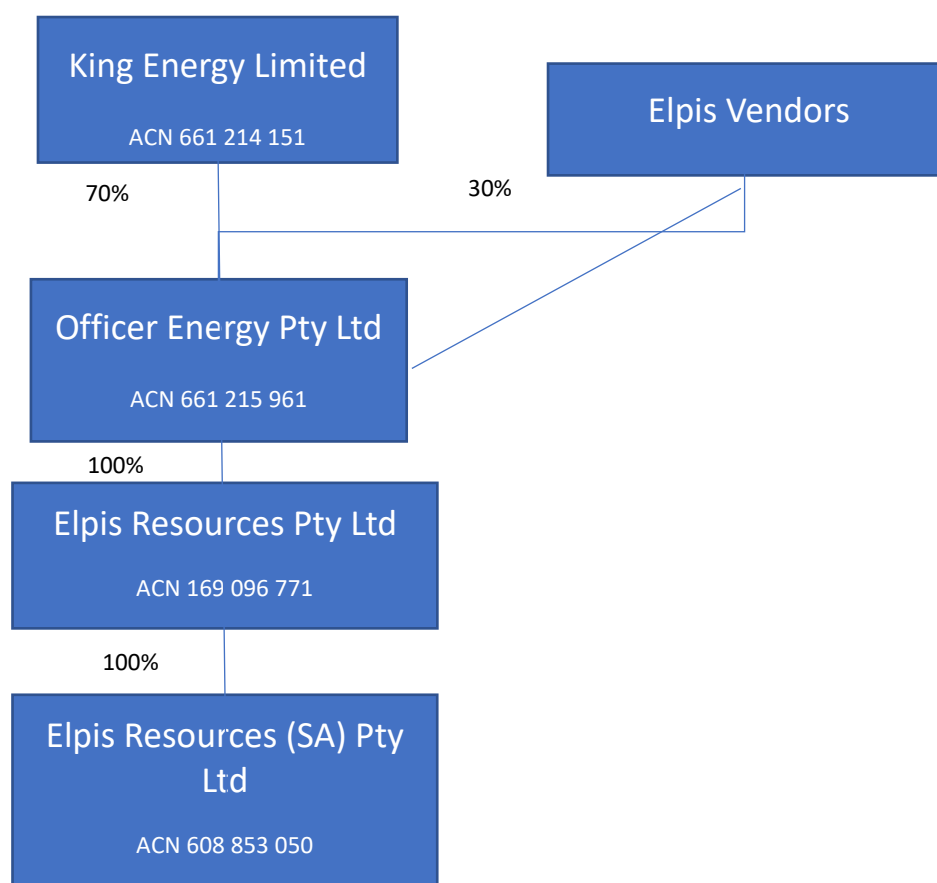 King Energy Limited
ACN 661 214 151
Elpis Vendors
70%
30%
Officer Energy Pty Ltd
ACN 661 215 961
100%
Elpis Resources Pty Ltd
ACN 169 096 771
100%
Elpis Resources (SA) Pty
Ltd
ACN 608 853 050